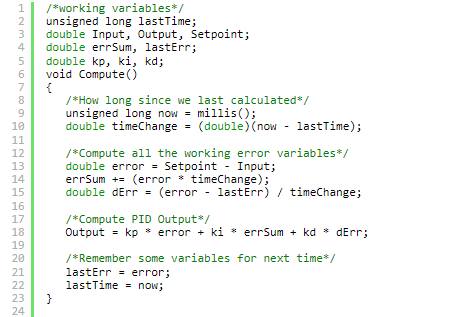 1 /*working variables*/
2 unsigned long lastTime;
3 double Input, Output, Setpoint;
4 double errSum, lastErr;
5 double kp, ki, kd;
6 void Compute()
7 {
8    /*How long since we last calculated*/
9    unsigned long now = millis();
10    double timeChange = (double)(now - lastTime);
11
12    /*Compute all the working error variables*/
13    double error = Setpoint - Input;
14    errSum += (error * timeChange);
15    double dErr = (error - lastErr) / timeChange;
16
17    /*Compute PID Output*/
18    Output = kp * error + ki * errSum + kd * dErr;
19
20    /*Remember some variables for next time*/
21    lastErr = error;
22    lastTime = now;
23 }
24